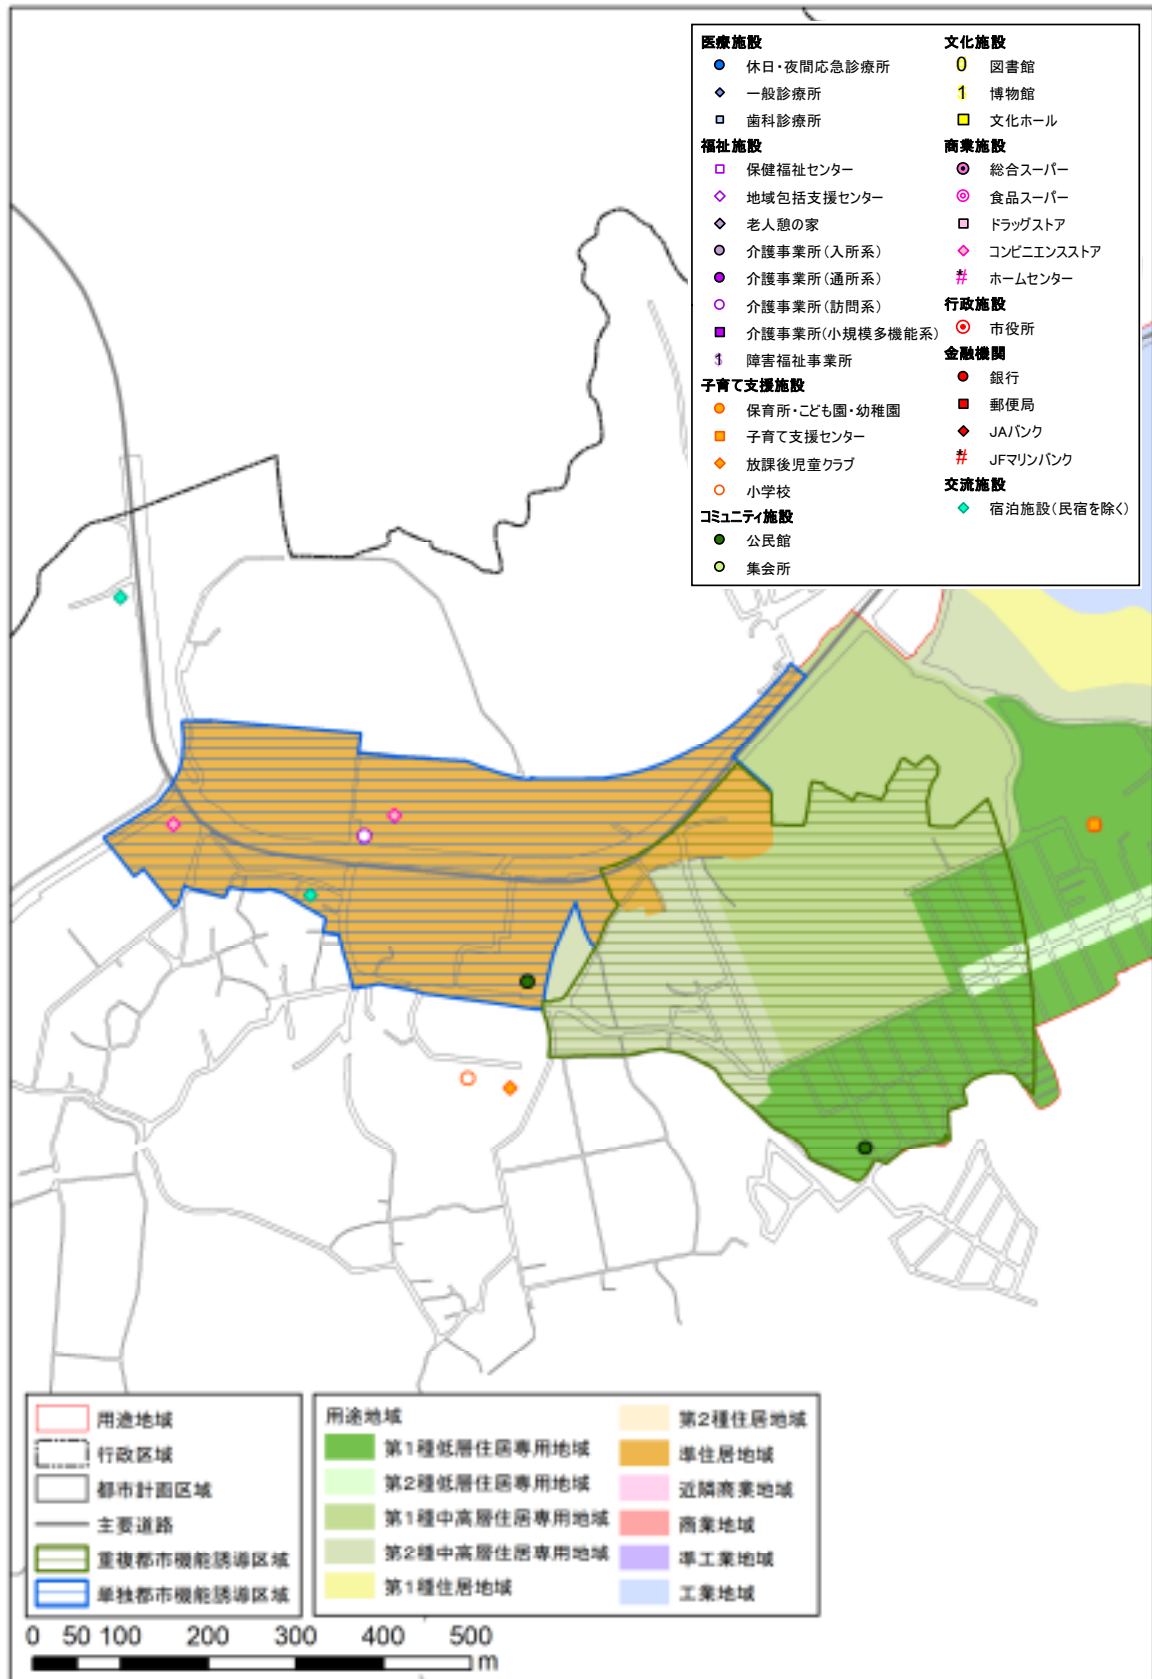 医療施設
休日・夜間応急診療所
一般診療所
歯科診療所
福祉施設
保健福祉センター
地域包括支援センター
老人憩の家
介護事業所(入所系)
介護事業所(通所系)
介護事業所(訪問系)
介護事業所(小規模多機能系)
障害福祉事業所
子育て支援施設
保育所・こども園・幼稚園
子育て支援センター
放課後児童クラブ
小学校
コミュニティ施設
公民館
集会所
文化施設
0 図書館
1 博物館
文化ホール
商業施設
総合スーパー
食品スーパー
ドラッグストア
コンビニエンスストア
# ホームセンター
行政施設
市役所
金融機関
銀行
郵便局
JAバンク
# JFマリンバンク
交流施設
宿泊施設(民宿を除く)
用途地域
行政区域
都市計画区域
主要道路
重複都市機能誘導区域
単独都市機能誘導区域
用途地域
第1種低層住居専用地域
第2種低層住居専用地域
第1種中高層住居専用地域
第2種中高層住居専用地域
第1種住居地域
第2種住居地域
準住居地域
近隣商業地域
商業地域
準工業地域
工業地域
0 50 100 200 300 400 500
m